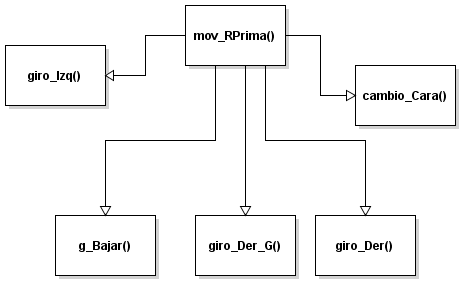 mov_RPrima()
giro_Izq()
cambio_Cara()
g_Bajar()
giro_Der_G()
giro_Der()